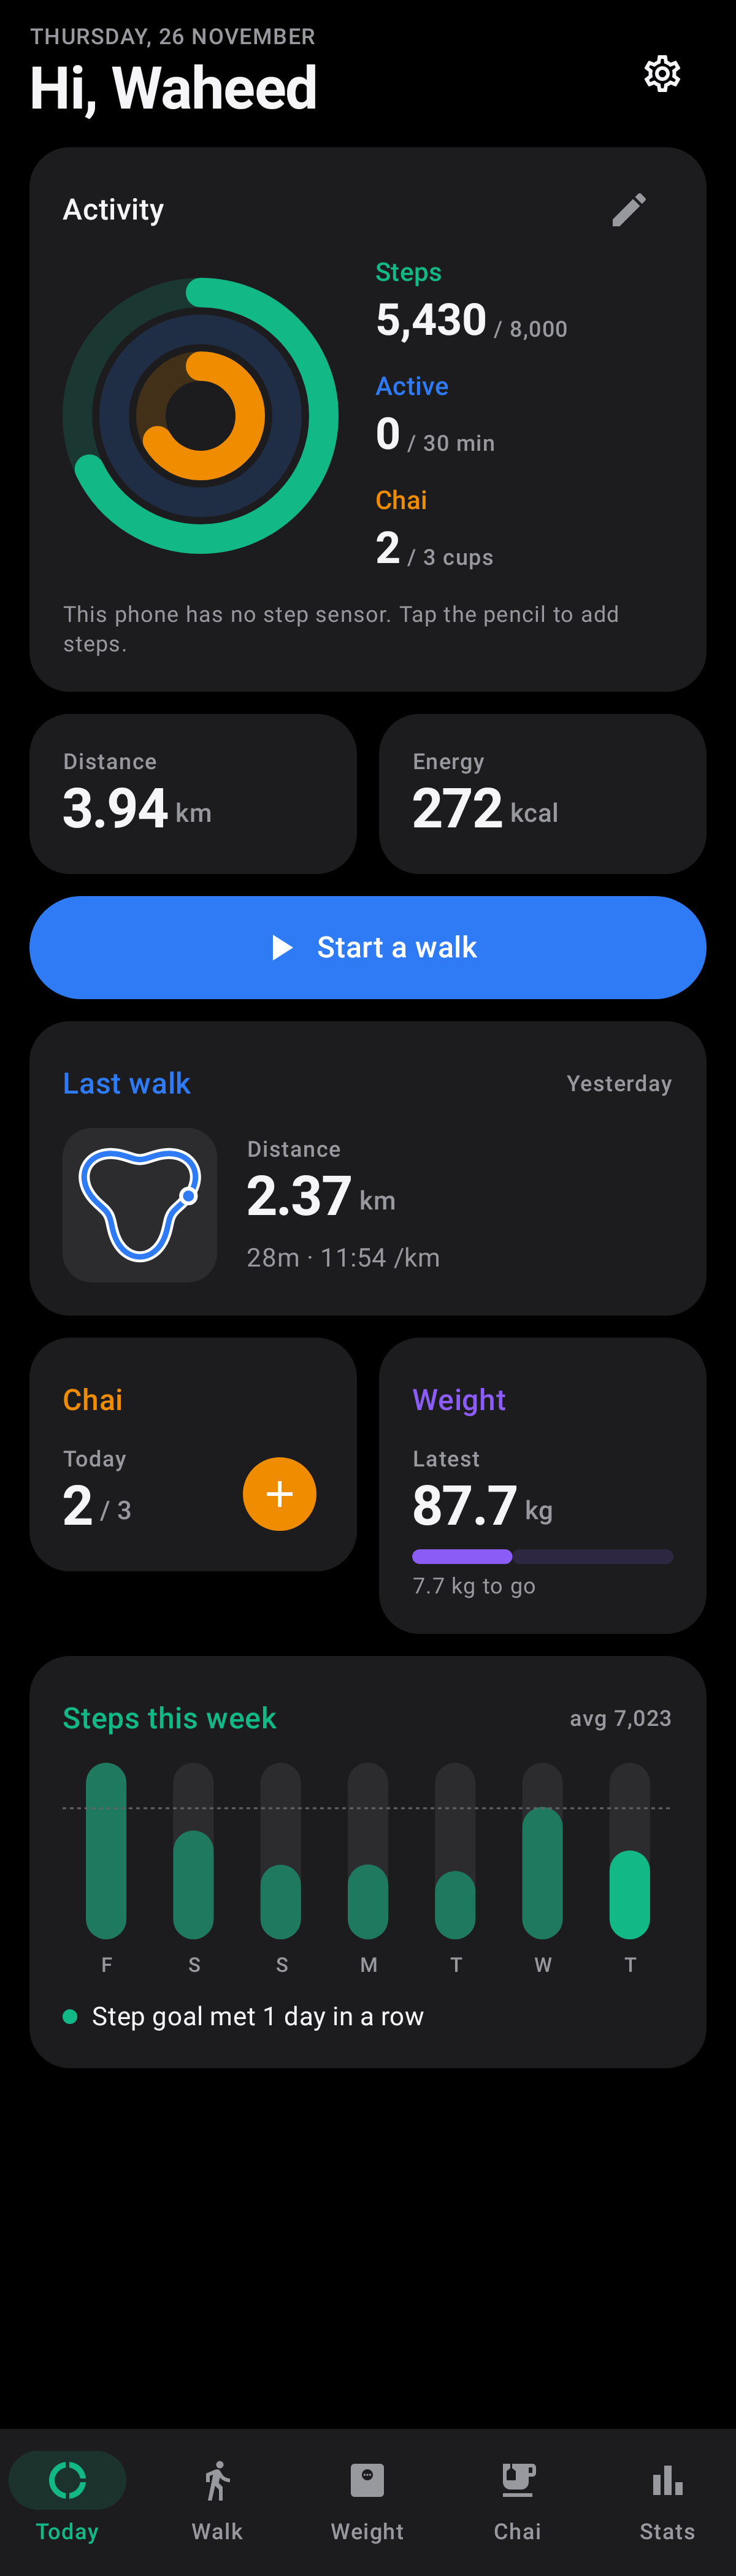 THURSDAY, 26 NOVEMBER
Hi, Waheed
Activity
Steps
5,430 / 8,000
Active
0 / 30 min
Chai
2 / 3 cups
This phone has no step sensor. Tap the pencil to add
steps.
Distance
3.94 km
Energy
272 kcal
Start a walk
Last walk
Yesterday
Distance
2.37 km
28m · 11:54 /km
Chai
Today
2 / 3
Weight
Latest
87.7 kg
7.7 kg to go
Steps this week
avg 7,023
F S S M T W T
Step goal met 1 day in a row
Today Walk Weight Chai Stats